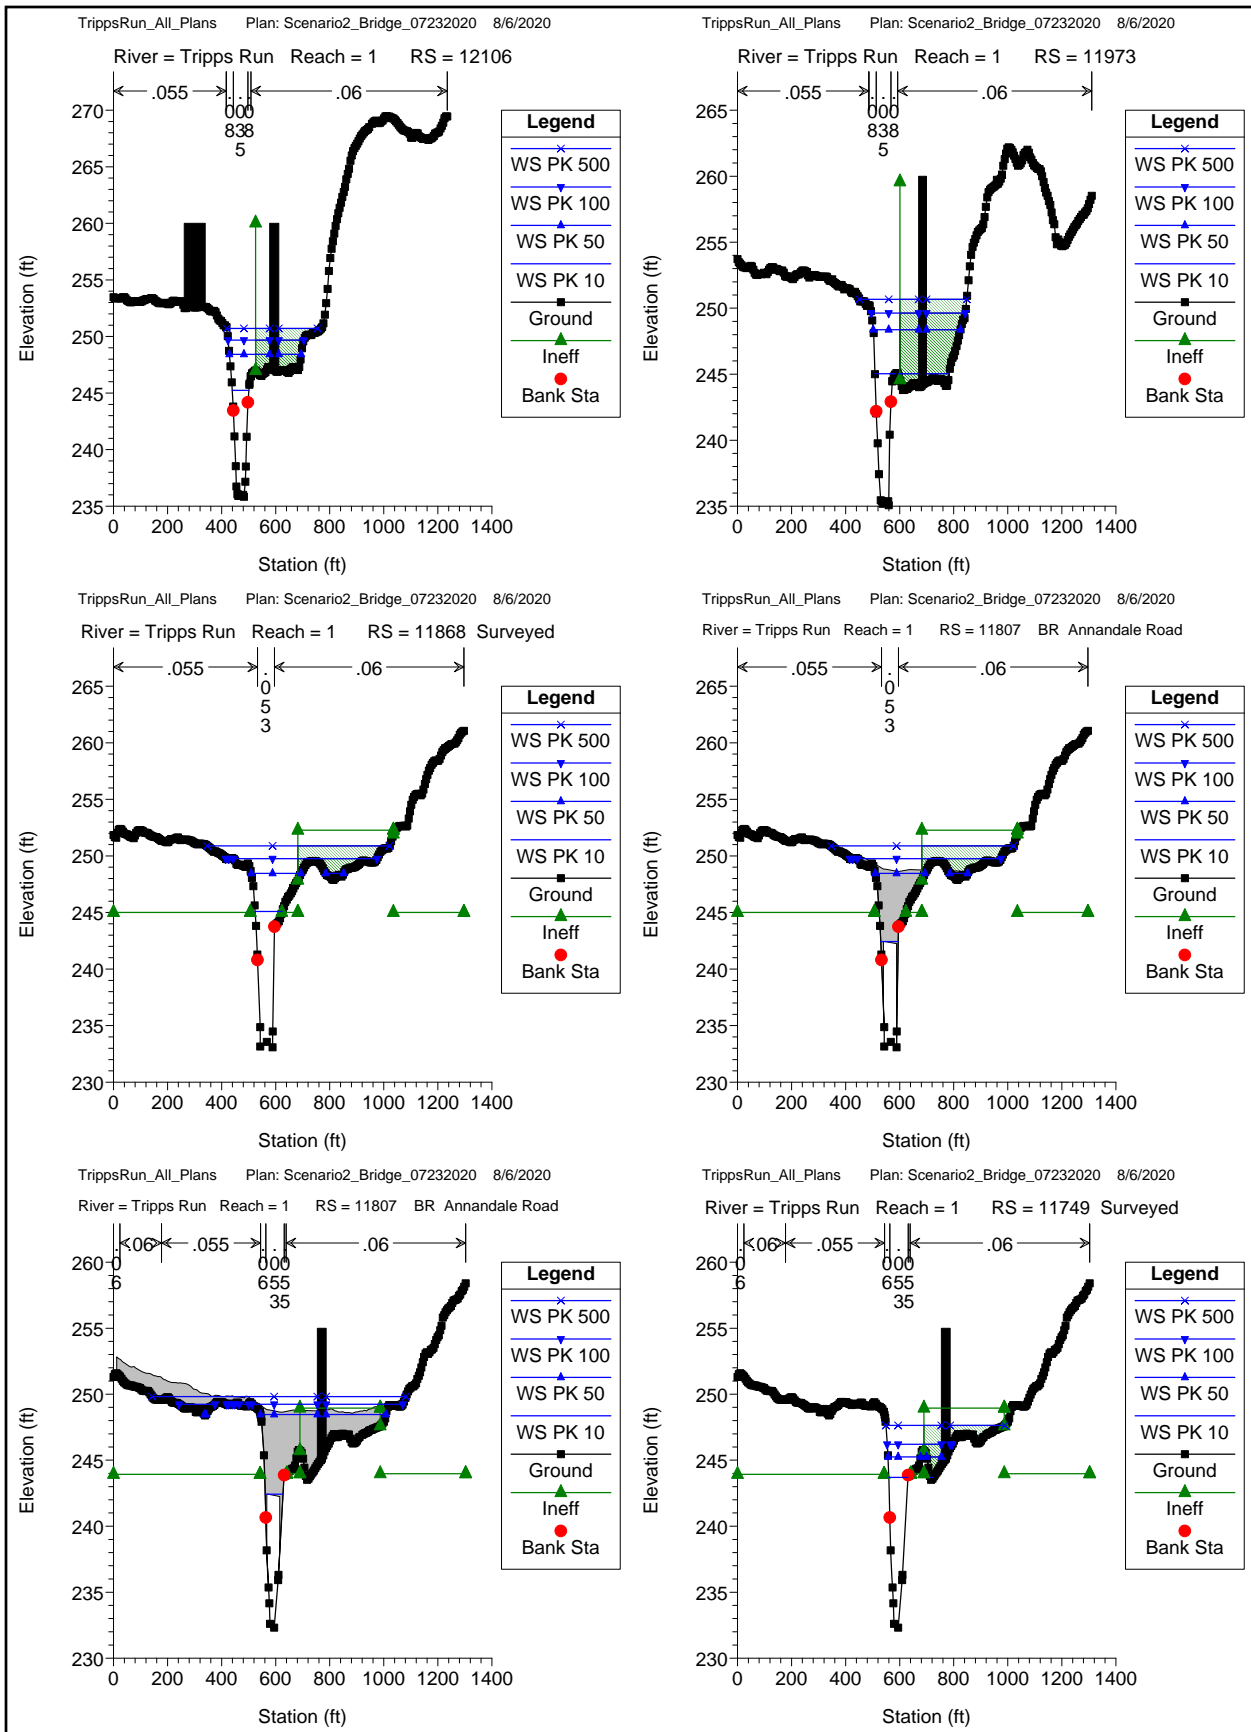 TrippsRun_All_Plans Plan: Scenario2_Bridge_07232020 8/6/2020
River = Tripps Run Reach = 1 RS = 12106
.055 .06
. . .
000
838
5
270
265
260
255
250
245
240
235
0 200 400 600 800 1000 1200 1400
Elevation (ft)
Station (ft)
Legend
WS PK 500
WS PK 100
WS PK 50
WS PK 10
Ground
Ineff
Bank Sta
TrippsRun_All_Plans Plan: Scenario2_Bridge_07232020 8/6/2020
River = Tripps Run Reach = 1 RS = 11973
.055 .06
. . .
000
838
5
265
260
255
250
245
240
235
0 200 400 600 800 1000 1200 1400
Elevation (ft)
Station (ft)
Legend
WS PK 500
WS PK 100
WS PK 50
WS PK 10
Ground
Ineff
Bank Sta
TrippsRun_All_Plans Plan: Scenario2_Bridge_07232020 8/6/2020
River = Tripps Run Reach = 1 RS = 11868 Surveyed
.055 .06
.
0
5
3
265
260
255
250
245
240
235
230
0 200 400 600 800 1000 1200 1400
Elevation (ft)
Station (ft)
Legend
WS PK 500
WS PK 100
WS PK 50
WS PK 10
Ground
Ineff
Bank Sta
TrippsRun_All_Plans Plan: Scenario2_Bridge_07232020 8/6/2020
River = Tripps Run Reach = 1 RS = 11807 BR Annandale Road
.055 .06
.
0
5
3
265
260
255
250
245
240
235
230
0 200 400 600 800 1000 1200 1400
Elevation (ft)
Station (ft)
Legend
WS PK 500
WS PK 100
WS PK 50
WS PK 10
Ground
Ineff
Bank Sta
TrippsRun_All_Plans Plan: Scenario2_Bridge_07232020 8/6/2020
River = Tripps Run Reach = 1 RS = 11807 BR Annandale Road
.
0
6
.06 .055 .06
. . .
000
655
35
260
255
250
245
240
235
230
0 200 400 600 800 1000 1200 1400
Elevation (ft)
Station (ft)
Legend
WS PK 500
WS PK 100
WS PK 50
WS PK 10
Ground
Ineff
Bank Sta
TrippsRun_All_Plans Plan: Scenario2_Bridge_07232020 8/6/2020
River = Tripps Run Reach = 1 RS = 11749 Surveyed
.
0
6
.06 .055 .06
. . .
000
655
35
260
255
250
245
240
235
230
0 200 400 600 800 1000 1200 1400
Elevation (ft)
Station (ft)
Legend
WS PK 500
WS PK 100
WS PK 50
WS PK 10
Ground
Ineff
Bank Sta